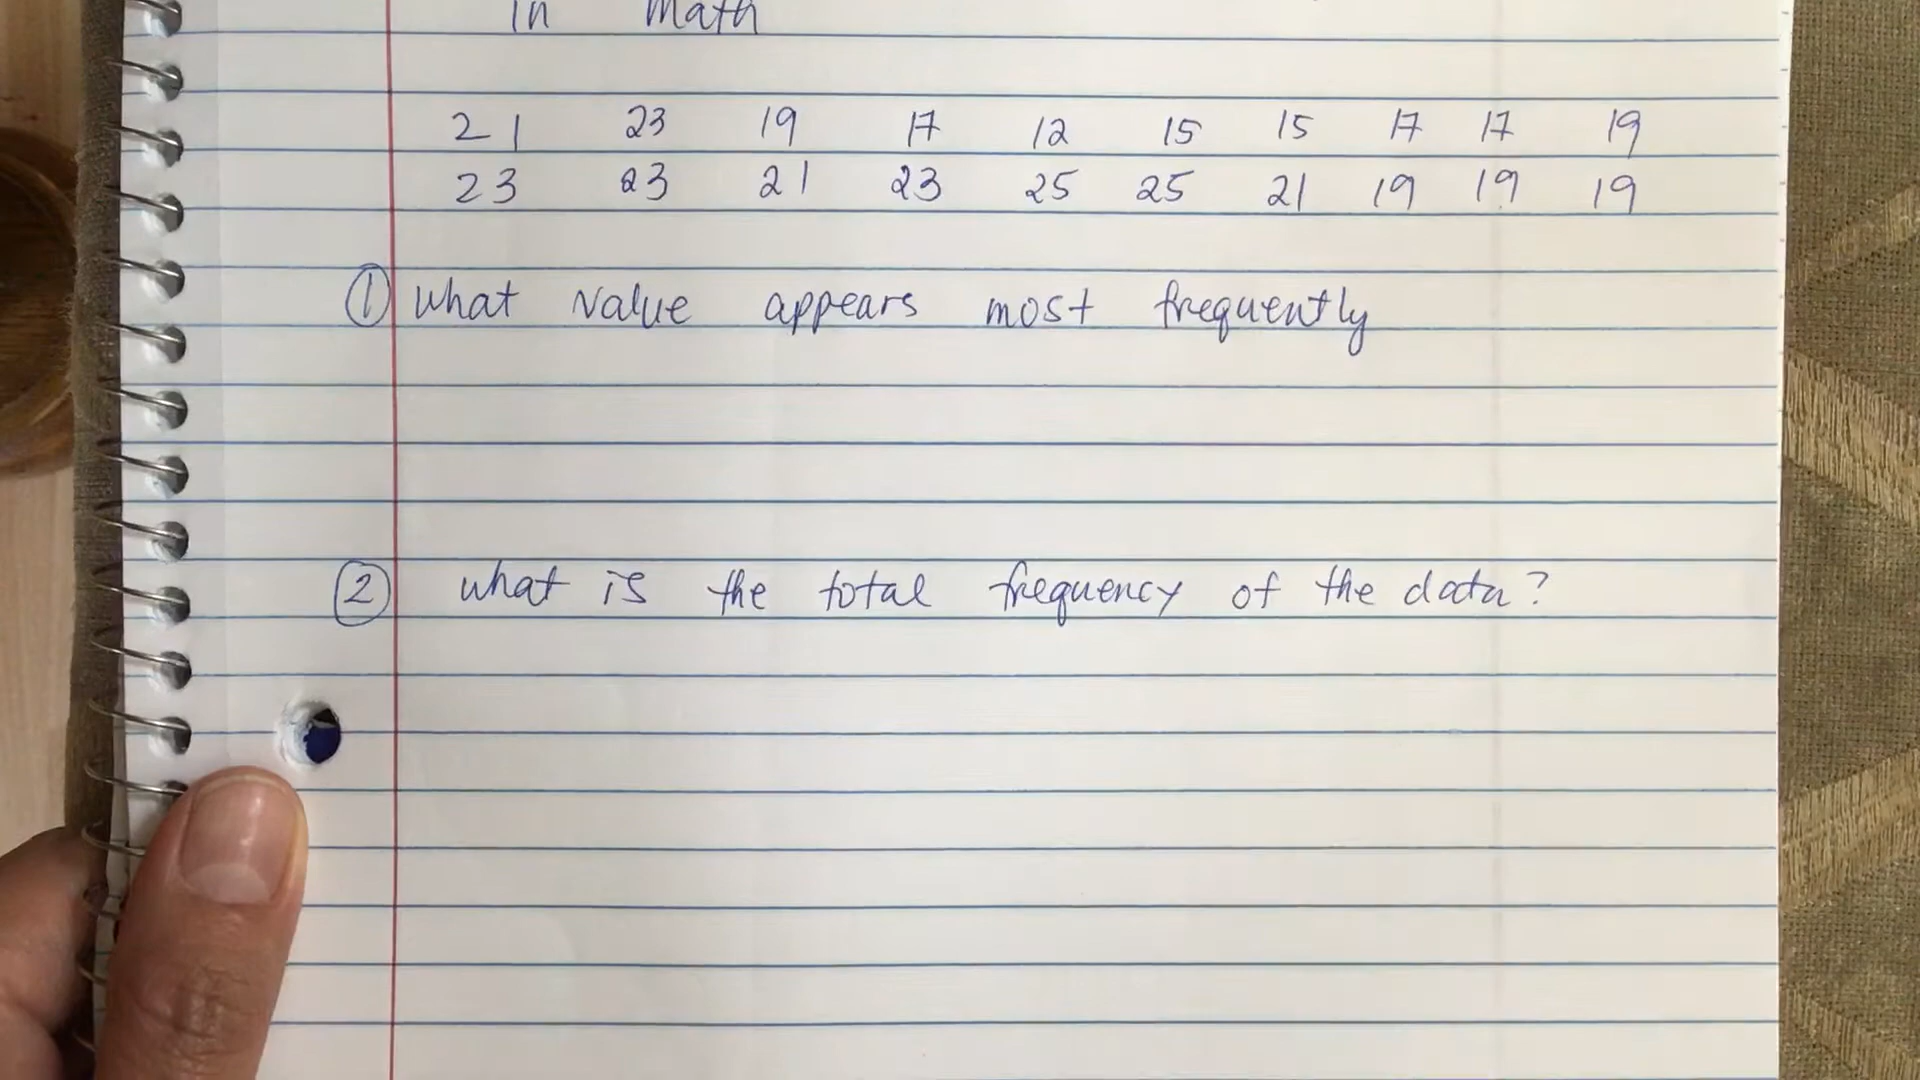 in math
21 23 19 17 12 15 15 17 17 19
23 23 21 23 25 25 21 19 19 19
① what value appears most frequently
② what is the total frequency of the data?